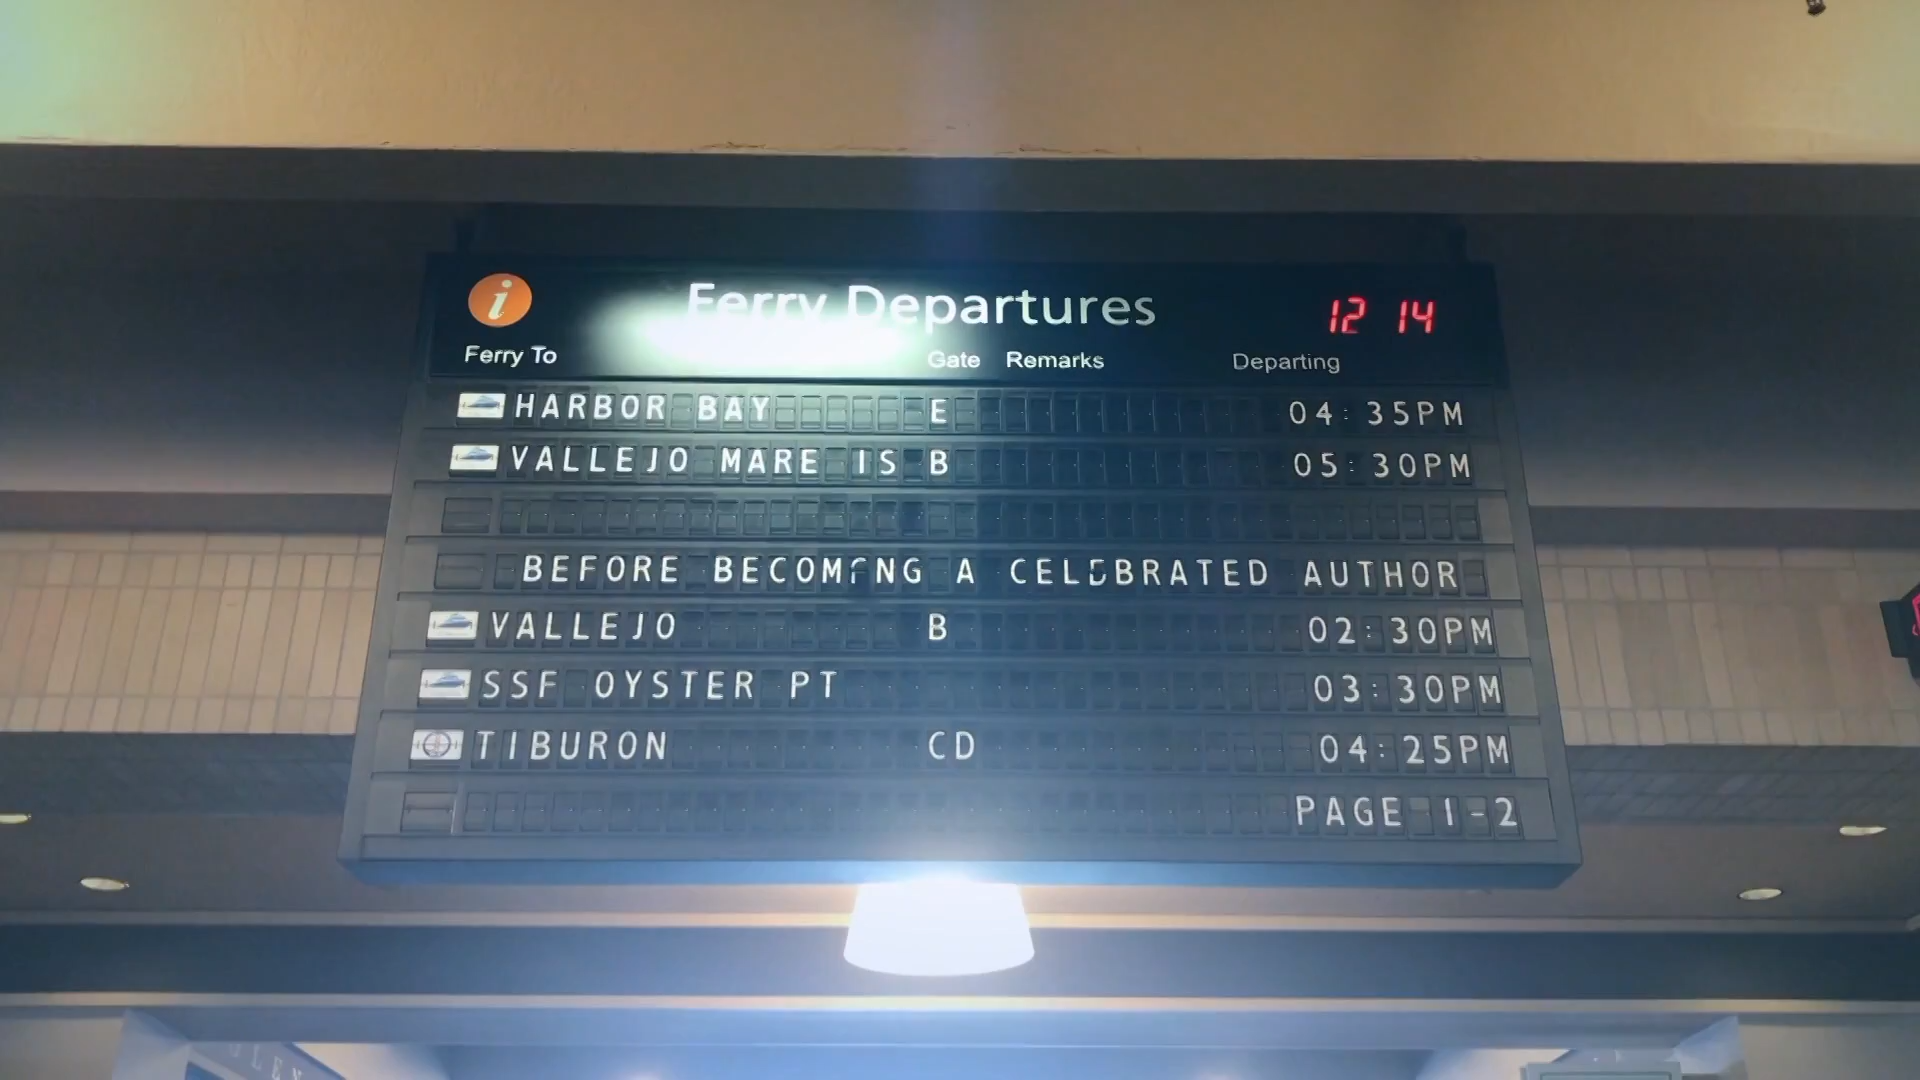 i Ferry Departures 12 14
Ferry To Gate Remarks Departing
HARBOR BAY E 04:35PM
VALLEJO MARE IS B 05:30PM
BEFORE BECOMING A CELEBRATED AUTHOR
VALLEJO B 02:30PM
SSF OYSTER PT 03:30PM
TIBURON CD 04:25PM
PAGE 1-2